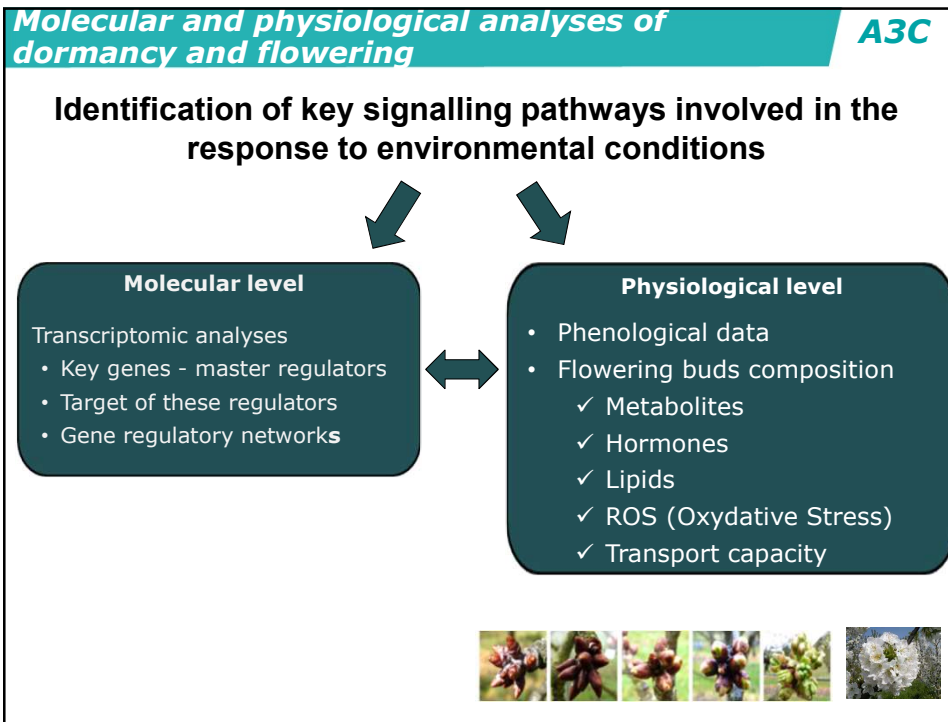 Molecular and physiological analyses of
dormancy and flowering
A3C
Identification of key signalling pathways involved in the
response to environmental conditions
Molecular level
Transcriptomic analyses
• Key genes - master regulators
• Target of these regulators
• Gene regulatory networks
Physiological level
• Phenological data
• Flowering buds composition
✓ Metabolites
✓ Hormones
✓ Lipids
✓ ROS (Oxydative Stress)
✓ Transport capacity